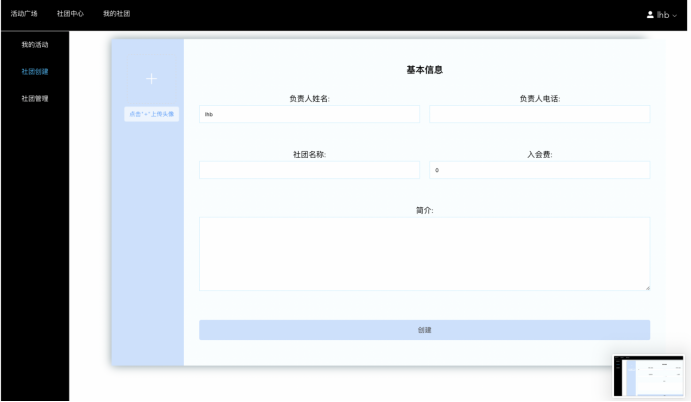 活动广场 社团中心 我的社团 lhb
我的活动
社团创建
社团管理
点击"+"上传头像
基本信息
负责人姓名: 负责人电话:
lhb
社团名称: 入会费:
0
简介:
创建